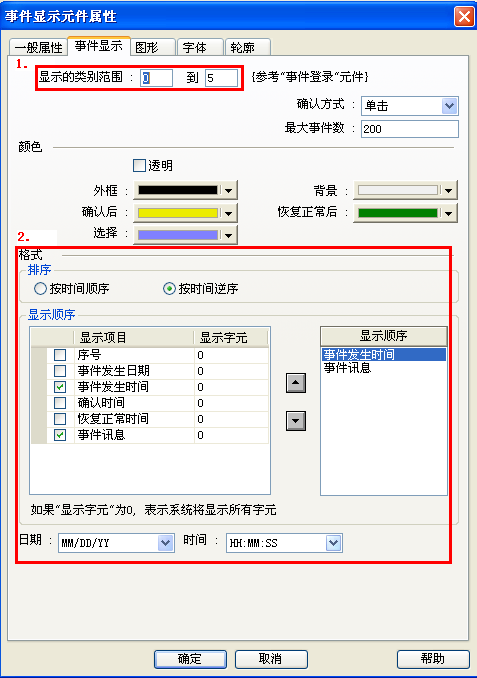 事件显示元件属性
一般属性 事件显示 图形 字体 轮廓
1.
显示的类别范围 : 0 到 5 {参考"事件登录"元件}
确认方式 : 单击
最大事件数 : 200
颜色
透明
外框 : 背景 :
确认后 : 恢复正常后 :
选择 :
2.
格式
排序
按时间顺序 按时间逆序
显示顺序
显示项目 显示字元 显示顺序
序号 0 事件发生时间
事件发生日期 0 事件讯息
事件发生时间 0
确认时间 0
恢复正常时间 0
事件讯息 0
如果"显示字元"为0, 表示系统将显示所有字元
日期 : MM/DD/YY 时间 : HH:MM:SS
确定 取消 帮助